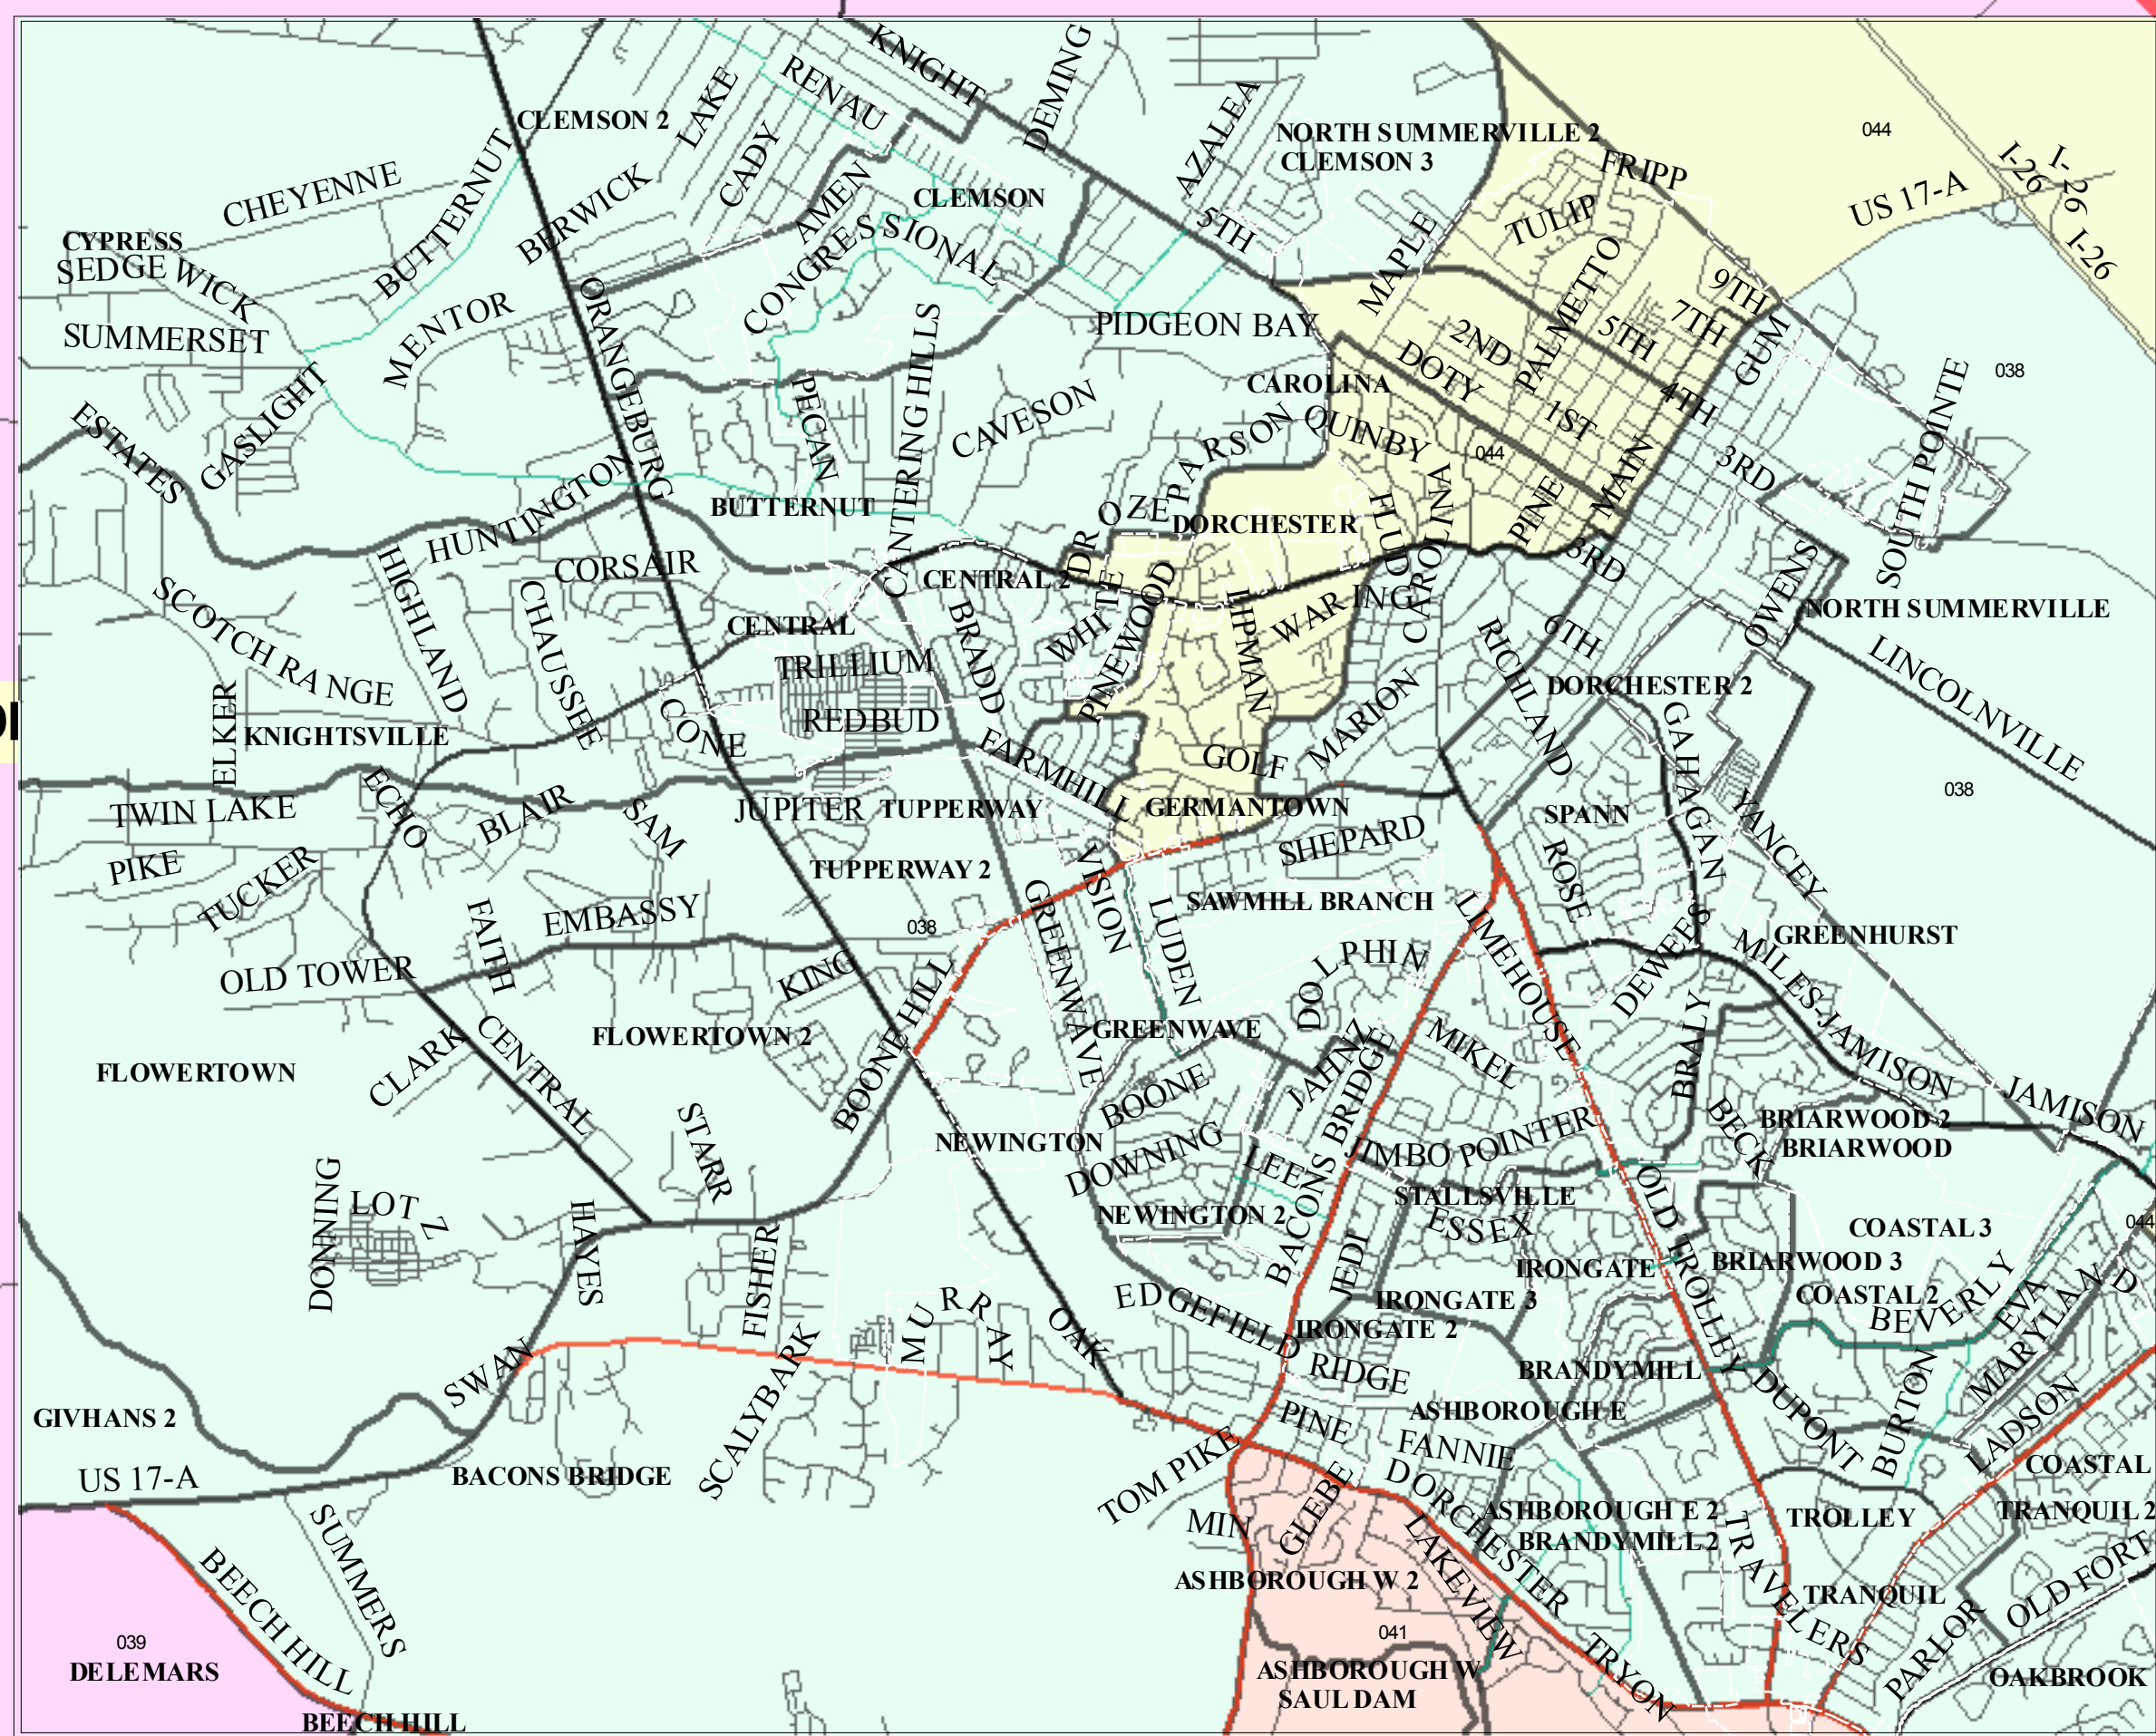 KNIGHT
DEMING
RENAU
LAKE
CLEMSON 2
CADY
AZALEA
NORTH SUMMERVILLE 2
CLEMSON 3
FRIPP
044
I-26
I-26
I-26
US 17-A
CHEYENNE
BUTTERNUT
BERWICK
AMEN
CLEMSON
CONGRESSIONAL
5TH
TULIP
MAPLE
PALMETTO
CYPRESS
SEDGEWICK
SUMMERSET
MENTOR
ORANGEBURG
PIDGEON BAY
9TH
7TH
5TH
2ND
GUM
DOTY
4TH
1ST
038
CAROLINA
QUINBY
044
MAIN
3RD
SOUTH POINTE
ESTATES
GASLIGHT
PECAN
CANTERING HILLS
CAVESON
PARSON
HUNTINGTON
BUTTERNUT
DROZE
DORCHESTER
FLUD
CAROLINA
PINE
3RD
OWENS
NORTH SUMMERVILLE
HIGHLAND
CORSAIR
CHAUSSEE
CENTRAL 2
WHITE
PINEWOOD
LIPMAN
WARING
SCOTCH RANGE
CENTRAL
BRADD
TRILLIUM
REDBUD
CONE
6TH
RICHLAND
DORCHESTER 2
LINCOLNVILLE
ELKER
KNIGHTSVILLE
MARION
GOLF
FARMHILL
GAHAGAN
038
TWIN LAKE
ECHO
BLAIR
SAM
JUPITER
TUPPERWAY
GERMANTOWN
SHEPARD
SPANN
YANCEY
PIKE
TUCKER
TUPPERWAY 2
VISION
ROSE
SAWMILL BRANCH
FAITH
EMBASSY
038
GREENWAVE
LUDEN
LIMEHOUSE
DEWEES
GREENHURST
MILES-JAMISON
OLD TOWER
KING
DOLPHIN
BOONE HILL
FLOWERTOWN 2
GREENWAVE
MIKEL
BRALY
FLOWERTOWN
CLARK
CENTRAL
JAHNZ
BACONS BRIDGE
BOONE
JAMISON
BRIARWOOD 2
BRIARWOOD
BECK
STARR
NEWINGTON
DOWNING
LEE
JIMBO POINTER
STALLSVILLE
DONNING
LOTZ
HAYES
NEWINGTON 2
ESSEX
OLD TROLLEY
COASTAL 3
044
FISHER
JEDI
IRONGATE
BRIARWOOD 3
COASTAL 2
BEVERLY
EVA
MARYLAND
MURRAY
OAK
EDGEFIELD
IRONGATE 3
IRONGATE 2
RIDGE
BRANDYMILL
SWAN
SCALYBARK
DUPONT
BURTON
LADSON
GIVHANS 2
PINE
ASHBOROUGH E
FANNIE
TOM PIKE
COASTAL
US 17-A
BACONS BRIDGE
SUMMERS
MIN
GLEBE
DORCHESTER
ASHBOROUGH E 2
BRANDYMILL 2
TROLLEY
TRANQUIL 2
TRAVELERS
OLD FORT
BEECH HILL
ASHBOROUGH W 2
LAKEVIEW
TRANQUIL
PARLOR
039
DELEMARS
041
ASHBOROUGH W
SAUL DAM
TRYON
OAKBROOK
BEECH HILL